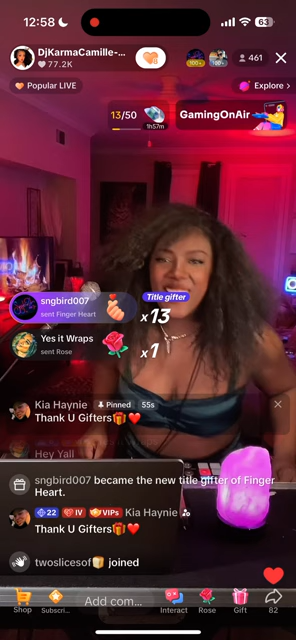 12:58
63
DjKarmaCamille-...
77.2K
100+
100+
461
Popular LIVE
Explore >
13/50
1h57m
GamingOnAir
sngbird007
sent Finger Heart
Title gifter
x13
Yes it Wraps
sent Rose
x1
Kia Haynie Pinned 55s
Thank U Gifters🎁❤️
Hey Yall
sngbird007 became the new title gifter of Finger
Heart.
22 IV VIPs Kia Haynie
Thank U Gifters🎁❤️
twoslicesof🍞 joined
Shop
Subscri...
Add com...
Interact
Rose
Gift
82